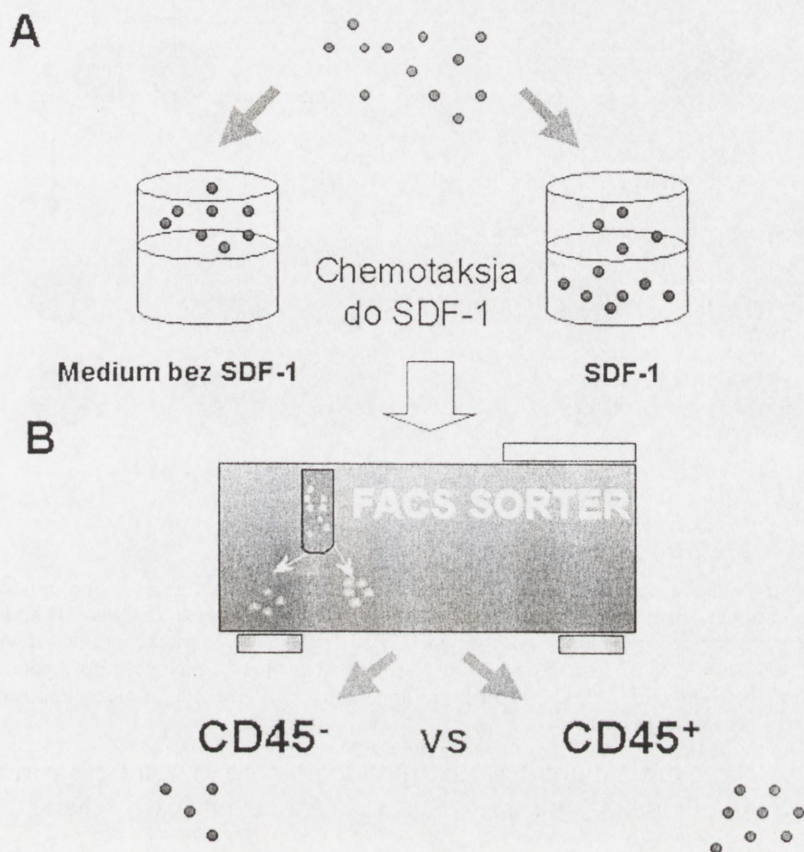 A
Chemotaksja
do SDF-1
Medium bez SDF-1
SDF-1
B
FACS SORTER
CD45⁻ vs CD45⁺